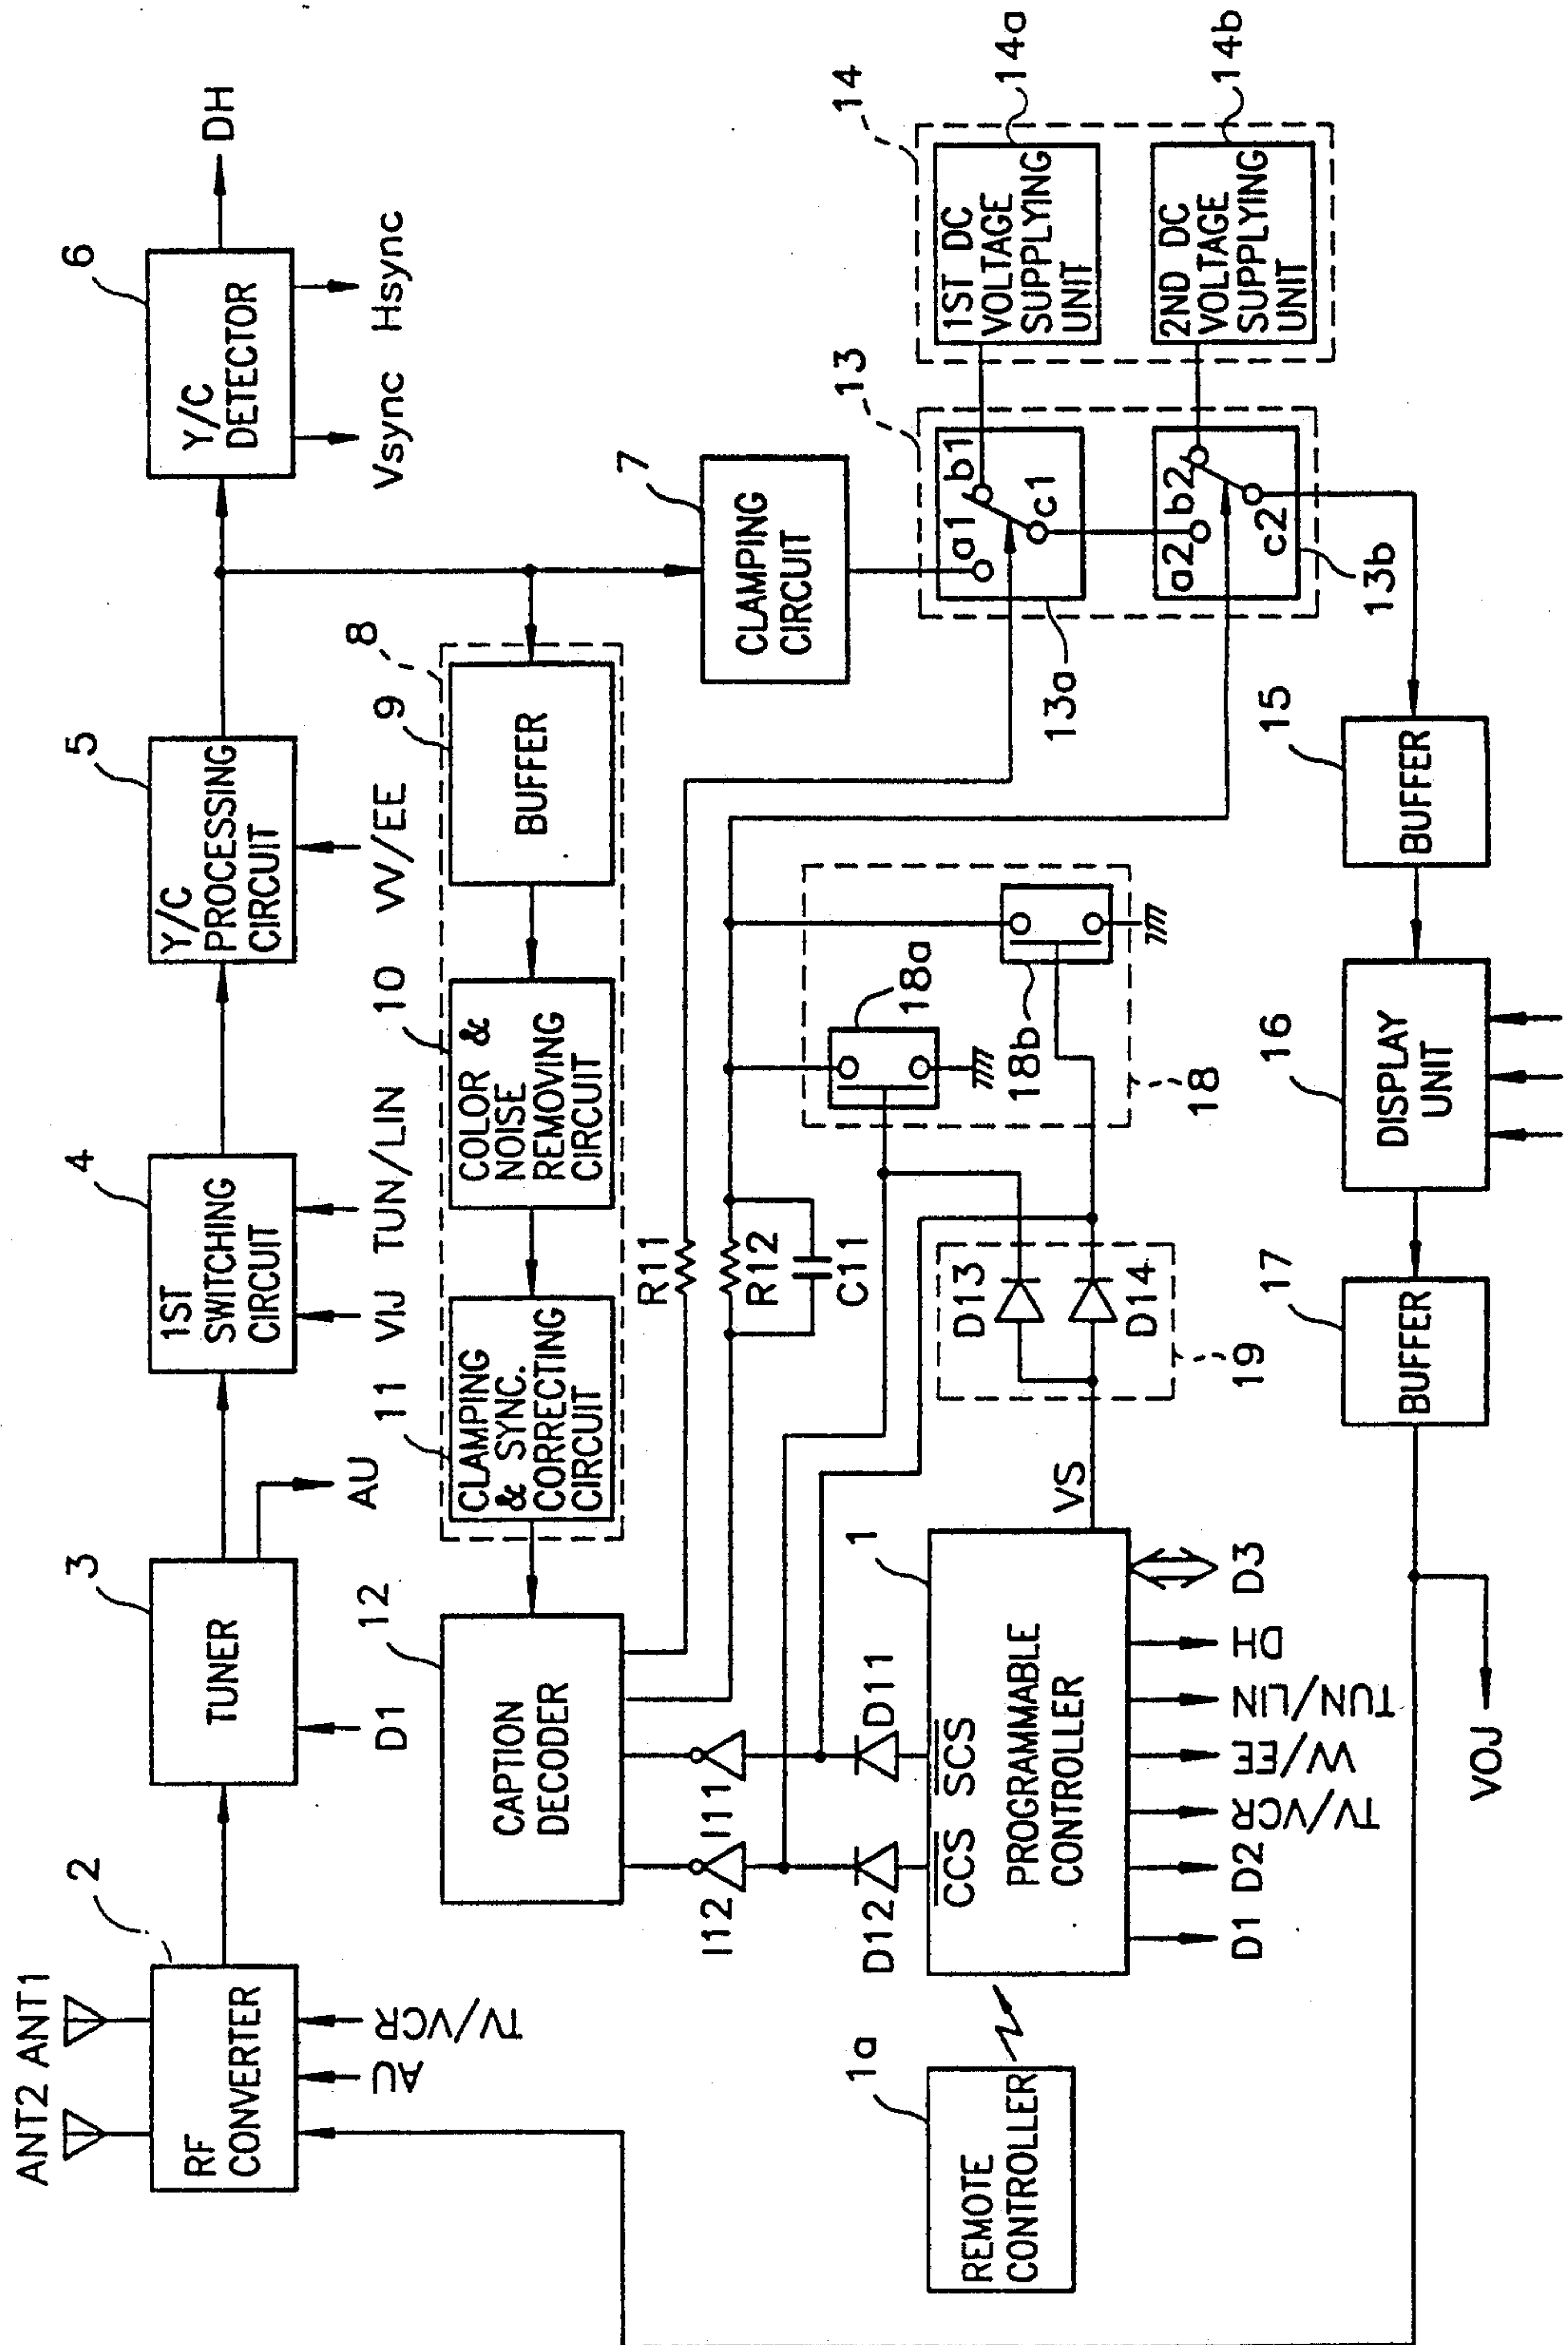 ANT2 ANT1
2
RF
CONVERTER
AU
TV/VCR
3
TUNER
D1
AU
4
1ST
SWITCHING
CIRCUIT
VIJ TUN/LIN
5
Y/C
PROCESSING
CIRCUIT
VV/EE
6
Y/C
DETECTOR
DH
Vsync Hsync
12
CAPTION
DECODER
11
CLAMPING
& SYNC.
CORRECTING
CIRCUIT
10
COLOR &
NOISE
REMOVING
CIRCUIT
9
BUFFER
8
7
CLAMPING
CIRCUIT
R11
R12
C11
I12
I11
D12
D11
CCS
SCS
1
PROGRAMMABLE
CONTROLLER
VS
D1 D2
TV/VCR
VV/EE
TUN/LIN
DH
D3
1a
REMOTE
CONTROLLER
D13
D14
19
18a
18b
18
13
a1
b1
c1
13a
a2
b2
c2
13b
14
1ST DC
VOLTAGE
SUPPLYING
UNIT
14a
2ND DC
VOLTAGE
SUPPLYING
UNIT
14b
VOJ
17
BUFFER
16
DISPLAY
UNIT
15
BUFFER